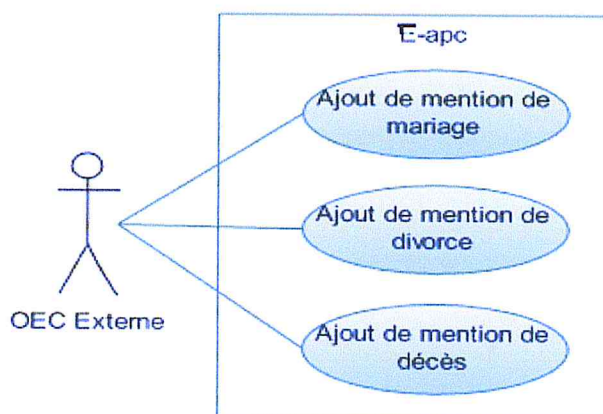 E-apc
Ajout de mention de
mariage
Ajout de mention de
divorce
OEC Externe
Ajout de mention de
décès